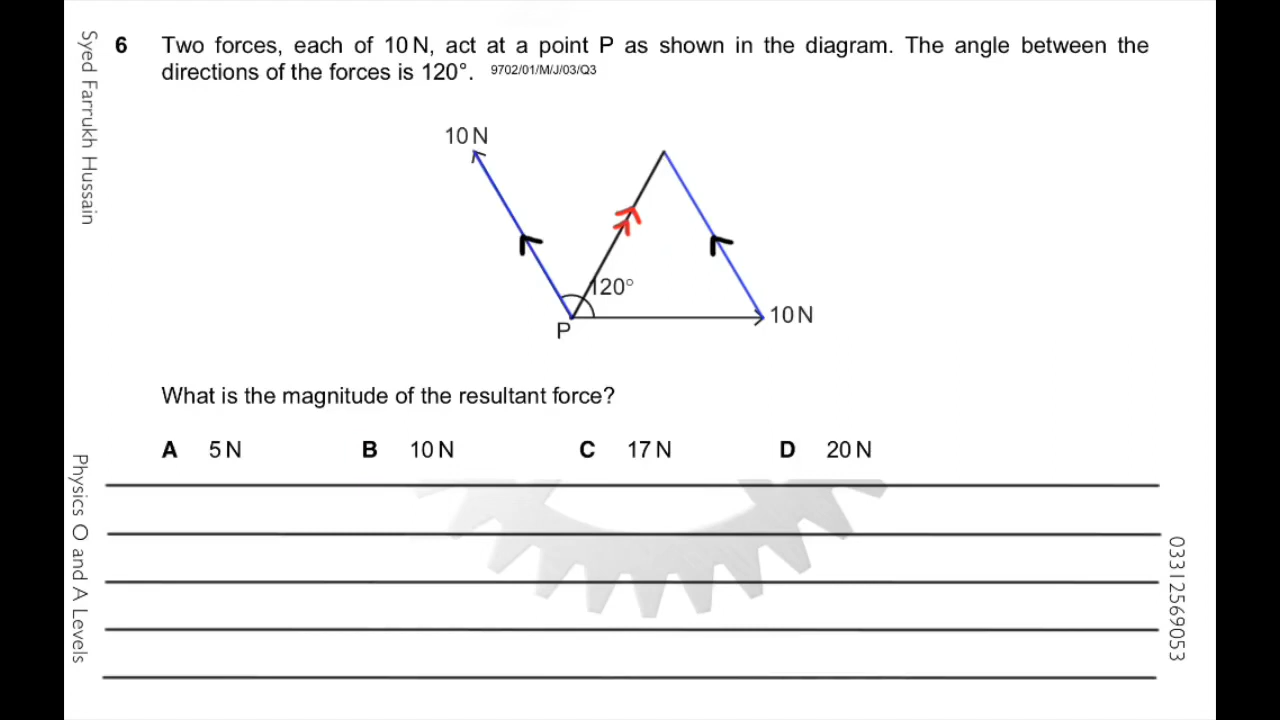 6 Two forces, each of 10 N, act at a point P as shown in the diagram. The angle between the
directions of the forces is 120°. 9702/01/M/J/03/Q3
10 N
120°
10 N
P
What is the magnitude of the resultant force?
A 5 N B 10 N C 17 N D 20 N
Syed Farrukh Hussain
Physics O and A Levels
03312569053